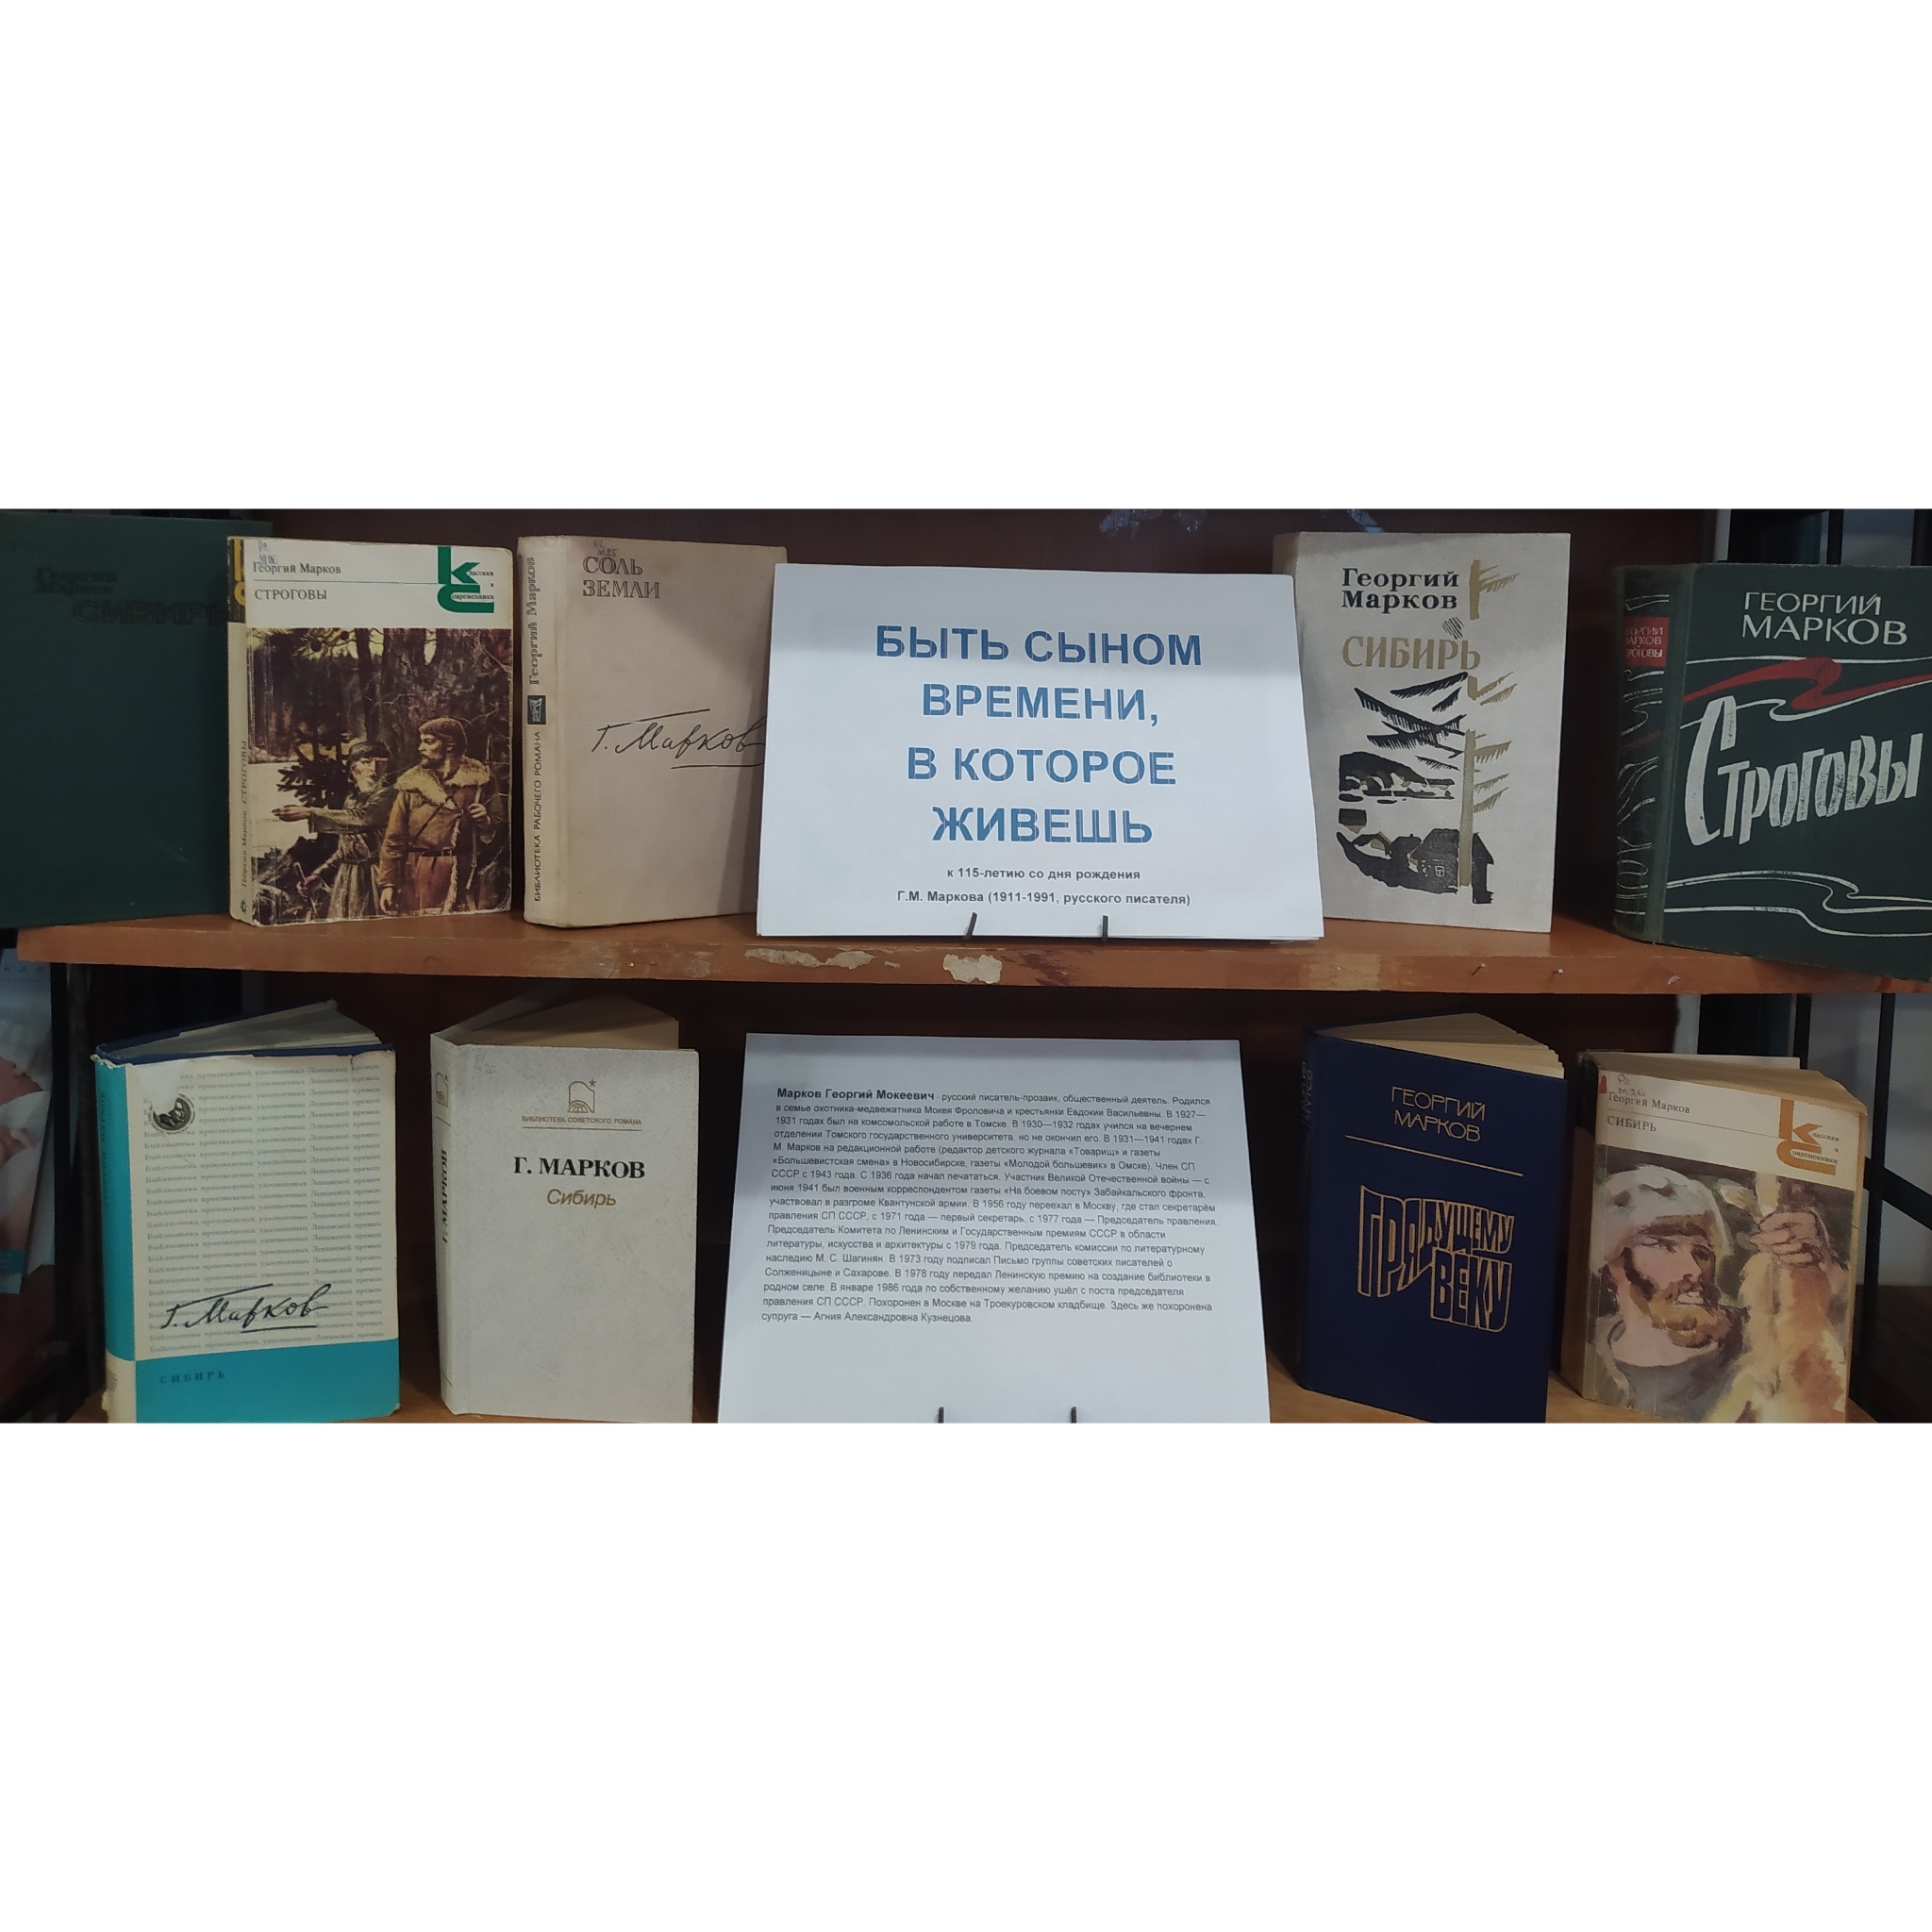 Георгий
Марков
СИБИРЬ
Георгий Марков
СТРОГОВЫ
Классики и Современники
Георгий Марков СТРОГОВЫ
СОЛЬ
ЗЕМЛИ
Г. Марков
БИБЛИОТЕКА РАБОЧЕГО РОМАНА Георгий Марков
БЫТЬ СЫНОМ
ВРЕМЕНИ,
В КОТОРОЕ
ЖИВЕШЬ
к 115-летию со дня рождения
Г.М. Маркова (1911-1991, русского писателя)
Георгий
Марков
СИБИРЬ
ГЕОРГИЙ
МАРКОВ
СТРОГОВЫ
ГЕОРГИЙ
МАРКОВ
СТРОГОВЫ
Г. Марков
СИБИРЬ
БИБЛИОТЕКА СОВЕТСКОГО РОМАНА
Г. МАРКОВ
Сибирь
Г. МАРКОВ
Марков Георгий Мокеевич - русский писатель-прозаик, общественный деятель. Родился
в семье охотника-медвежатника Мокея Фроловича и крестьянки Евдокии Васильевны. В 1927—
1931 годах был на комсомольской работе в Томске. В 1930—1932 годах учился на вечернем
отделении Томского государственного университета, но не окончил его. В 1931—1941 годах Г.
М. Марков на редакционной работе (редактор детского журнала «Товарищ» и газеты
«Большевистская смена» в Новосибирске, газеты «Молодой большевик» в Омске). Член СП
СССР с 1943 года. С 1936 года начал печататься. Участник Великой Отечественной войны — с
июня 1941 был военным корреспондентом газеты «На боевом посту» Забайкальского фронта,
участвовал в разгроме Квантунской армии. В 1956 году переехал в Москву, где стал секретарём
правления СП СССР, с 1971 года — первый секретарь, с 1977 года — Председатель правления.
Председатель Комитета по Ленинским и Государственным премиям СССР в области
литературы, искусства и архитектуры с 1979 года. Председатель комиссии по литературному
наследию М. С. Шагинян. В 1973 году подписал Письмо группы советских писателей о
Солженицыне и Сахарове. В 1978 году передал Ленинскую премию на создание библиотеки в
родном селе. В январе 1986 года по собственному желанию ушёл с поста председателя
правления СП СССР. Похоронен в Москве на Троекуровском кладбище. Здесь же похоронена
супруга — Агния Александровна Кузнецова.
ГЕОРГИЙ
МАРКОВ
ГРЯДУЩЕМУ
ВЕКУ
Георгий Марков
СИБИРЬ
Классики и Современники